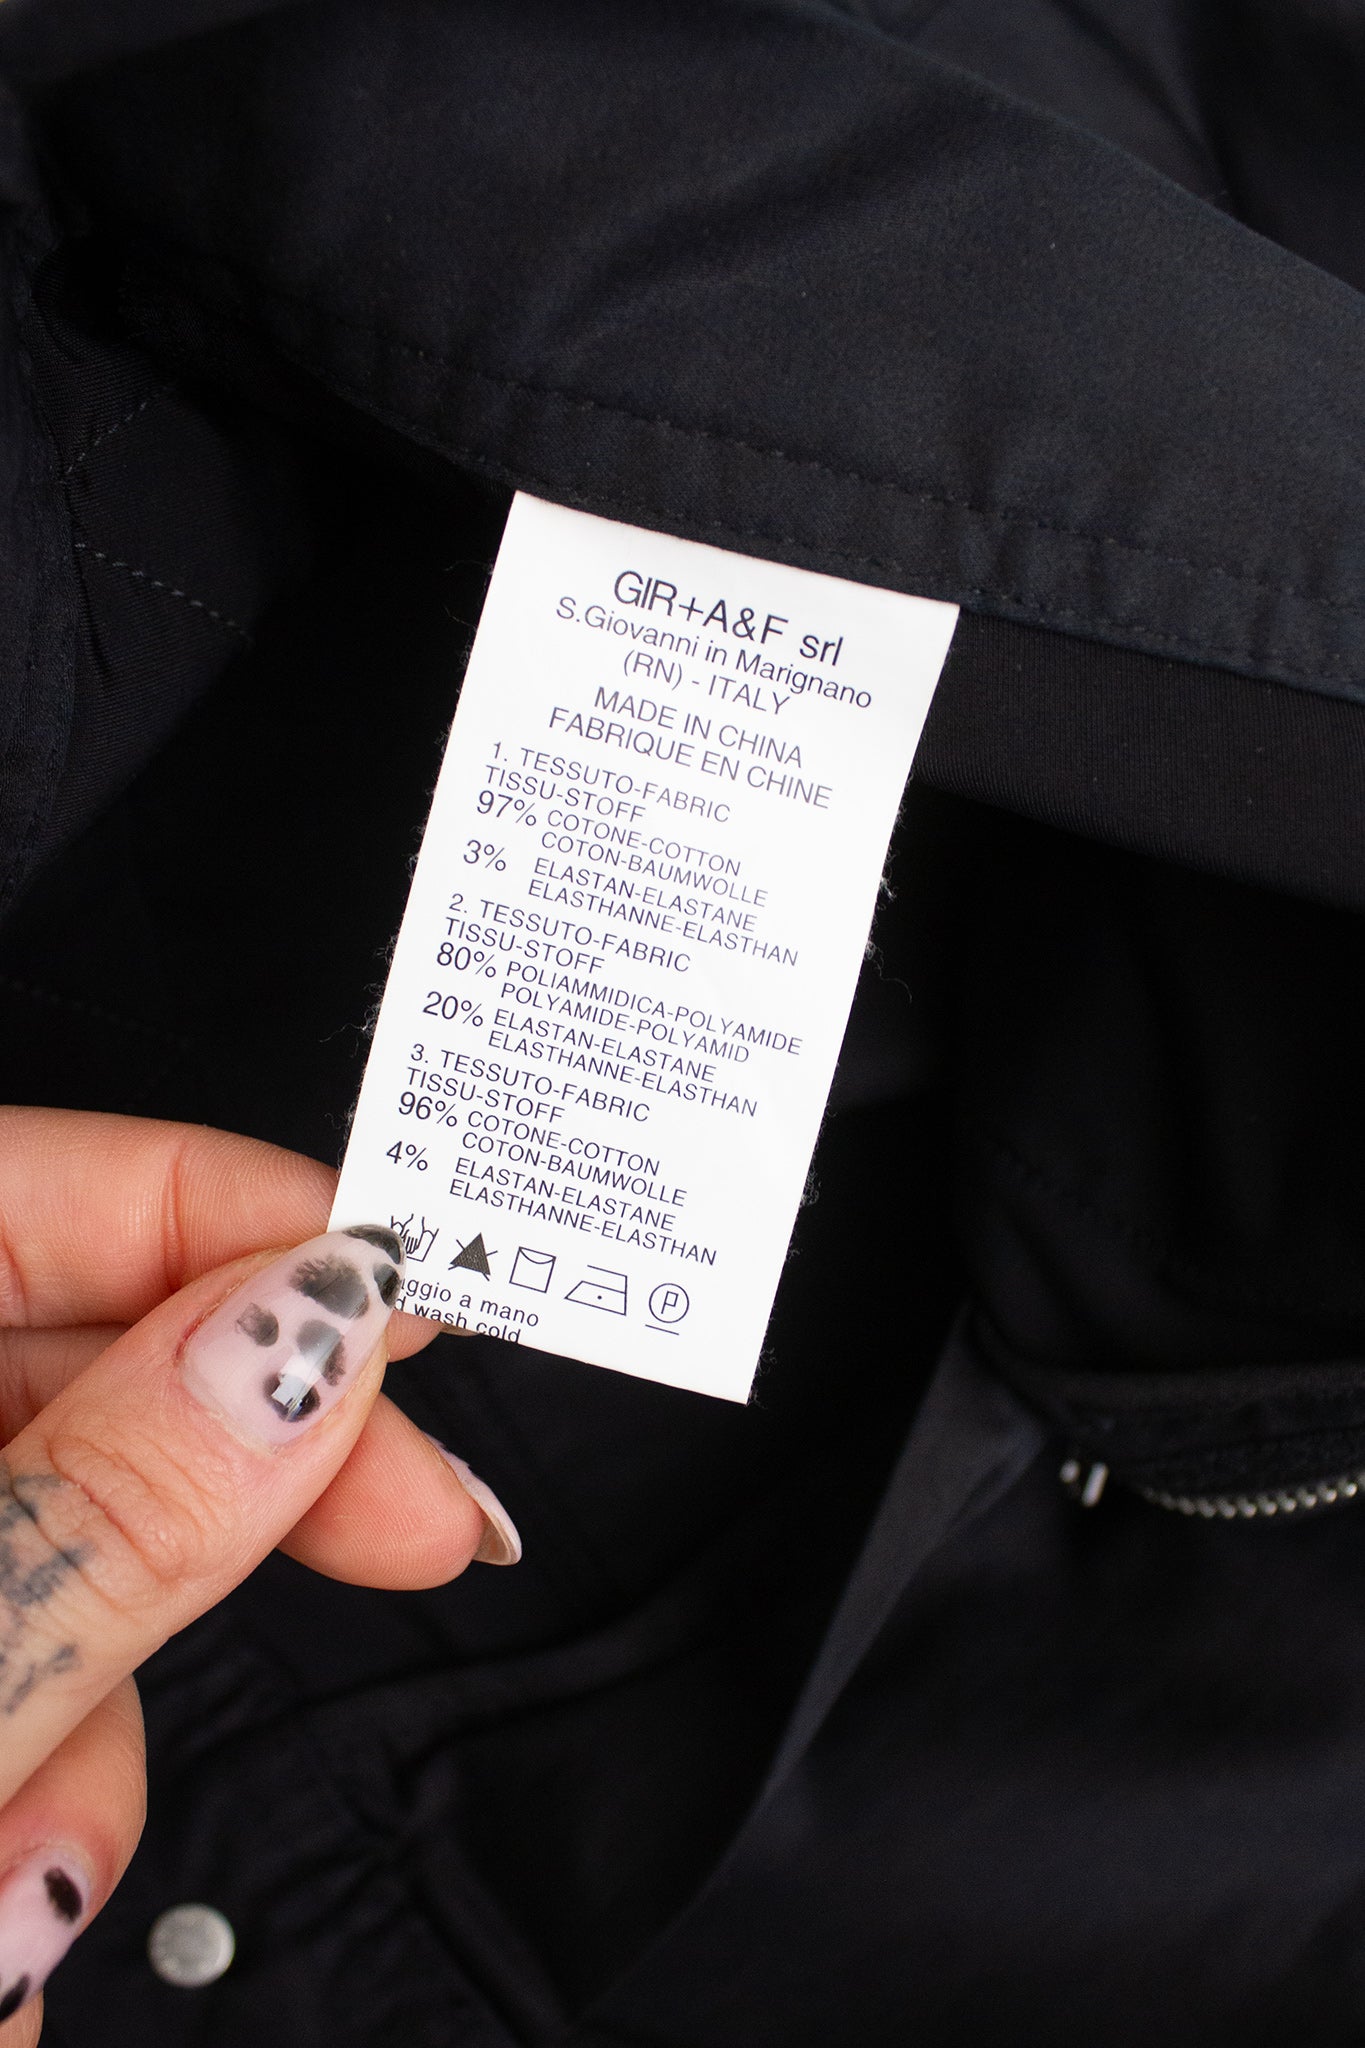 GIR+A&F srl
S.Giovanni in Marignano
(RN) - ITALY
MADE IN CHINA
FABRIQUE EN CHINE
1. TESSUTO-FABRIC
TISSU-STOFF
97% COTONE-COTTON
COTON-BAUMWOLLE
3% ELASTAN-ELASTANE
ELASTHANNE-ELASTHAN
2. TESSUTO-FABRIC
TISSU-STOFF
80% POLIAMMIDICA-POLYAMIDE
POLYAMIDE-POLYAMID
20% ELASTAN-ELASTANE
ELASTHANNE-ELASTHAN
3. TESSUTO-FABRIC
TISSU-STOFF
96% COTONE-COTTON
COTON-BAUMWOLLE
4% ELASTAN-ELASTANE
ELASTHANNE-ELASTHAN
P
a mano
wash cold